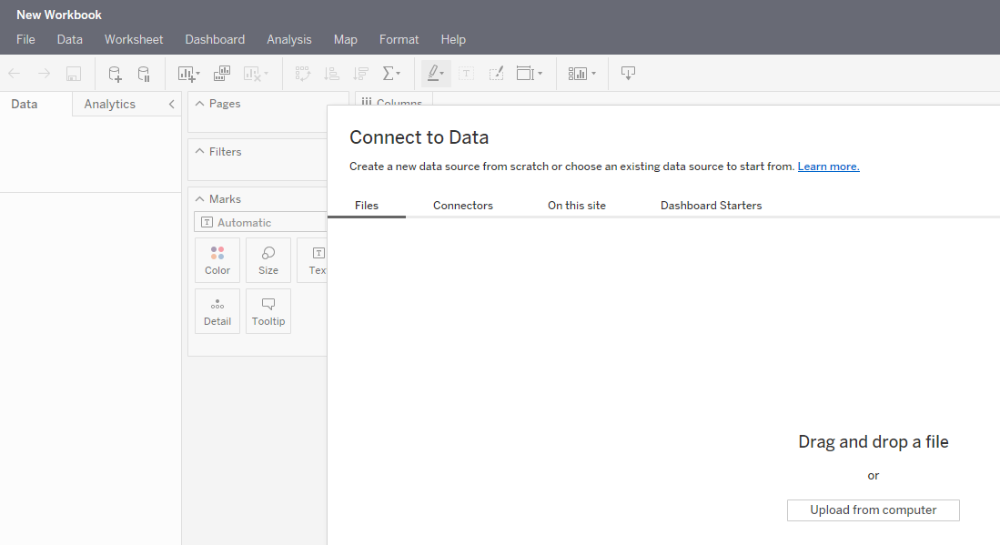 New Workbook
File Data Worksheet Dashboard Analysis Map Format Help
Data Analytics
Pages
Columns
Filters
Marks
Automatic
Color Size Tex
Detail Tooltip
Connect to Data
Create a new data source from scratch or choose an existing data source to start from. Learn more.
Files Connectors On this site Dashboard Starters
Drag and drop a file
or
Upload from computer